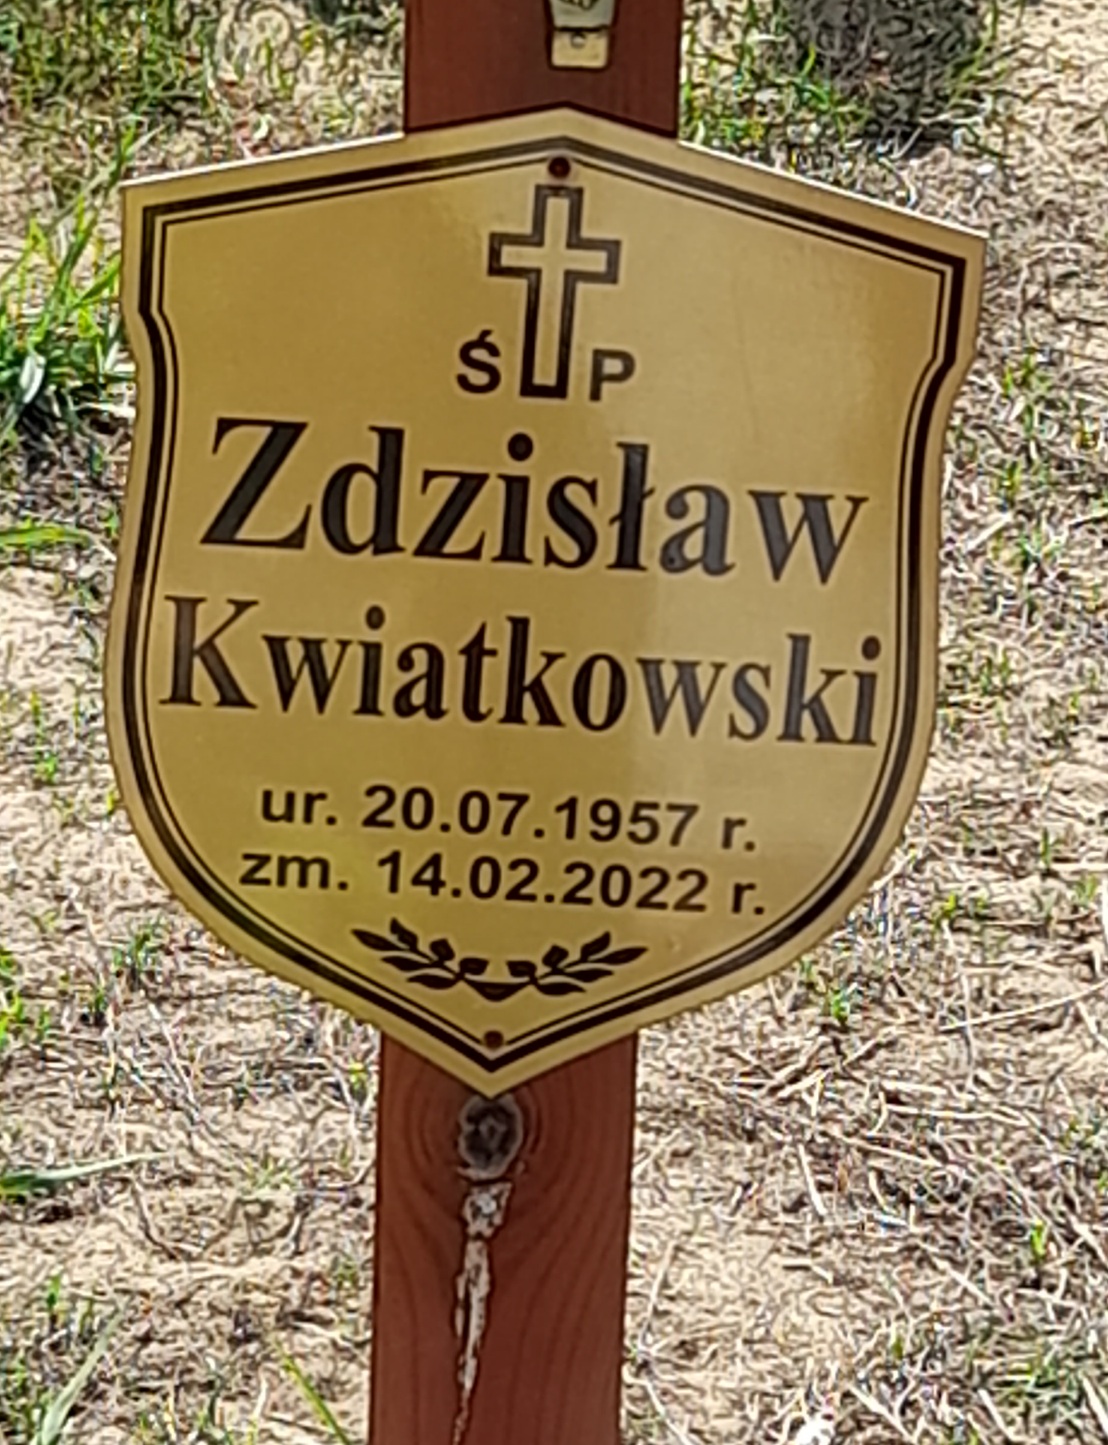 Ś P
Zdzisław
Kwiatkowski
ur. 20.07.1957 r.
zm. 14.02.2022 r.